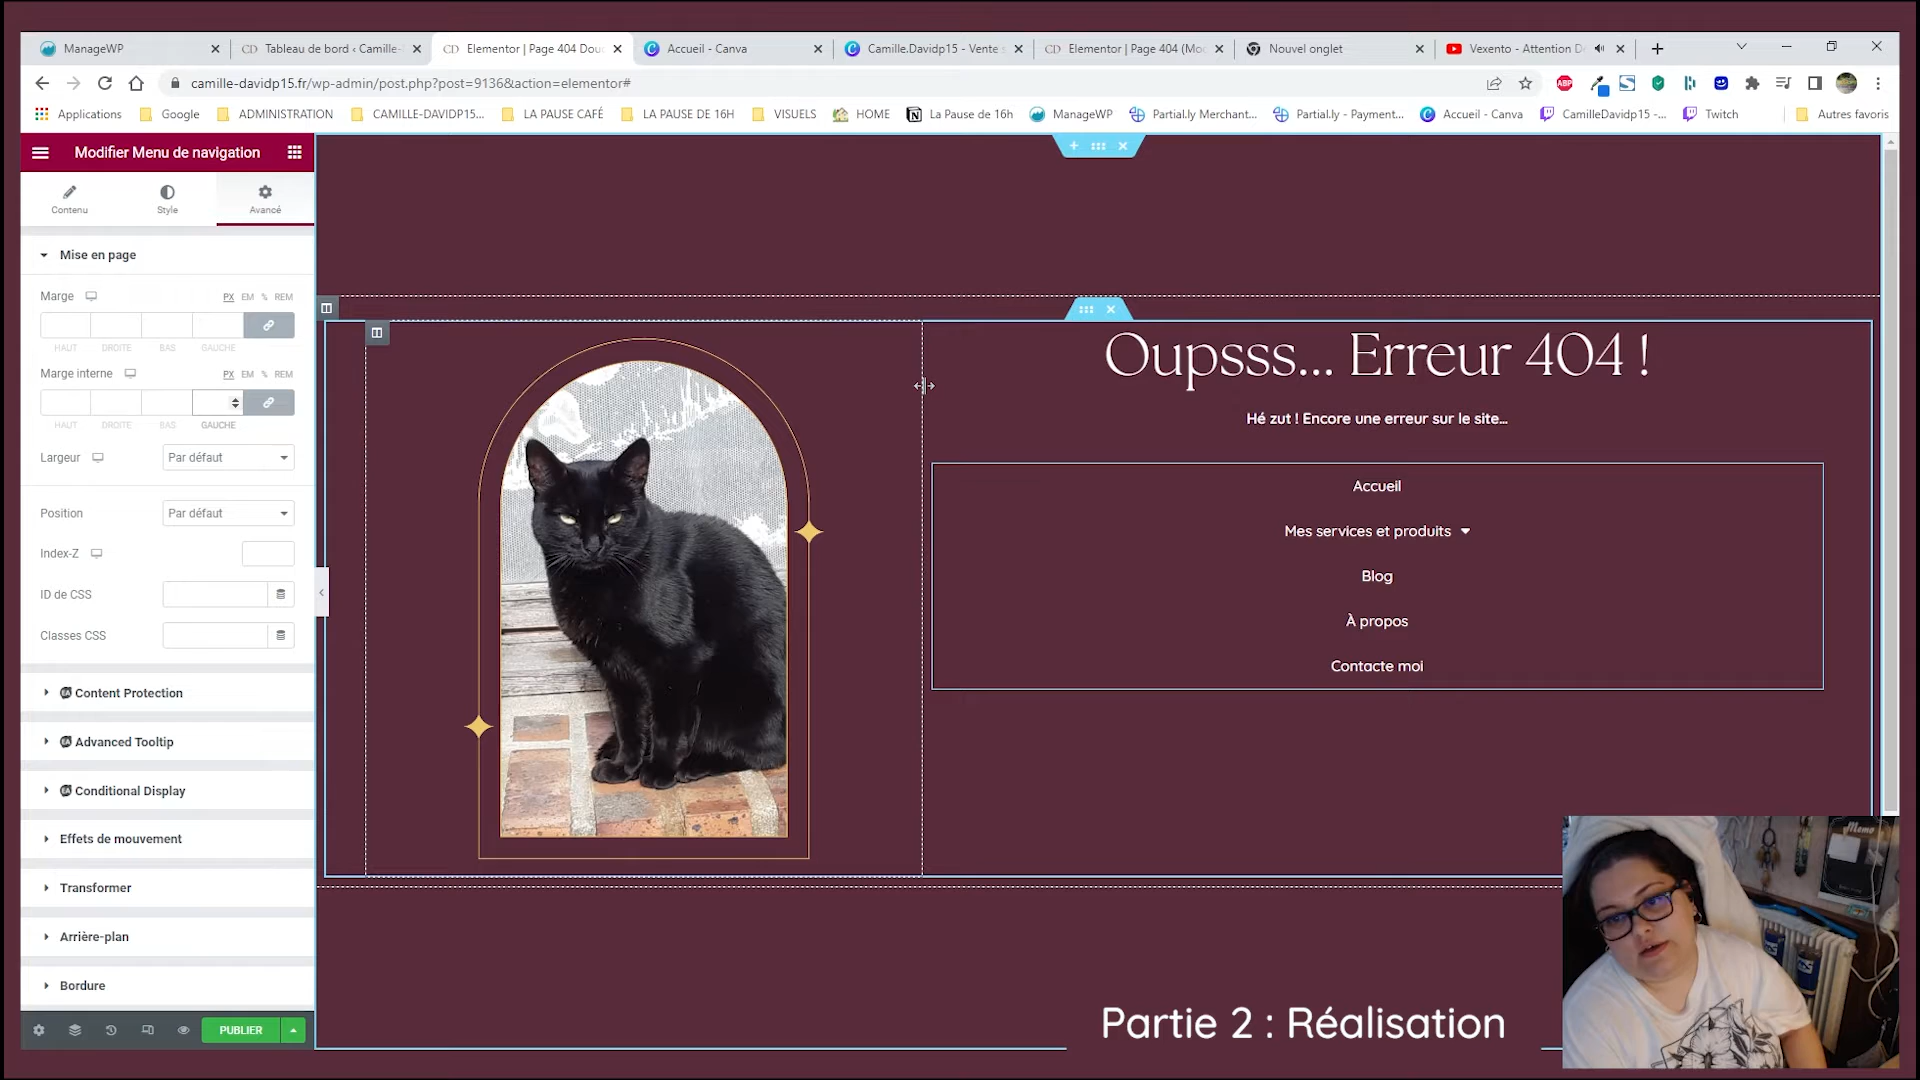 ManageWP
Tableau de bord ‹ Camille-
Elementor | Page 404 Dou
Accueil - Canva
Camille.Davidp15 - Vente
Elementor | Page 404 (Mo
Nouvel onglet
Vexento - Attention D
camille-davidp15.fr/wp-admin/post.php?post=9136&action=elementor#
ABP
Applications
Google
ADMINISTRATION
CAMILLE-DAVIDP15...
LA PAUSE CAFÉ
LA PAUSE DE 16H
VISUELS
HOME
La Pause de 16h
ManageWP
Partial.ly Merchant...
Partial.ly - Payment...
Accueil - Canva
CamilleDavidp15 -...
Twitch
Autres favoris
Modifier Menu de navigation
Contenu
Style
Avancé
Mise en page
Marge
PX EM % REM
HAUT DROITE BAS GAUCHE
Marge interne
PX EM % REM
HAUT DROITE BAS GAUCHE
Largeur
Par défaut
Position
Par défaut
Index-Z
ID de CSS
Classes CSS
Content Protection
Advanced Tooltip
Conditional Display
Effets de mouvement
Transformer
Arrière-plan
Bordure
PUBLIER
Oupsss... Erreur 404 !
Hé zut ! Encore une erreur sur le site...
Accueil
Mes services et produits
Blog
À propos
Contacte moi
Memo
Partie 2 : Réalisation